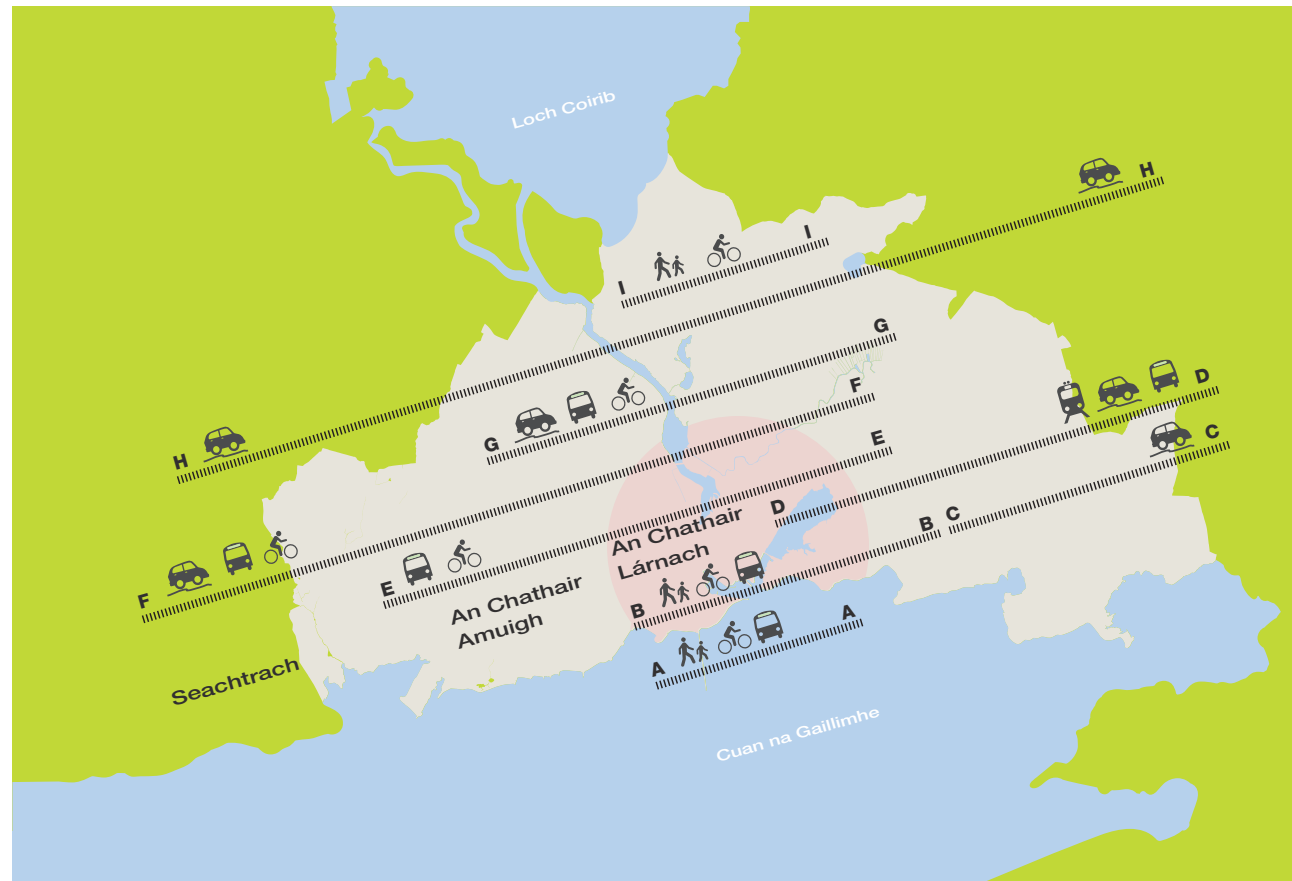 Loch Coirib
H
I
I
G
F
D
G
E
C
H
D
An Chathair
Lárnach
B
C
F
E
An Chathair
Amuigh
B
A
A
Seachtrach
Cuan na Gaillimhe